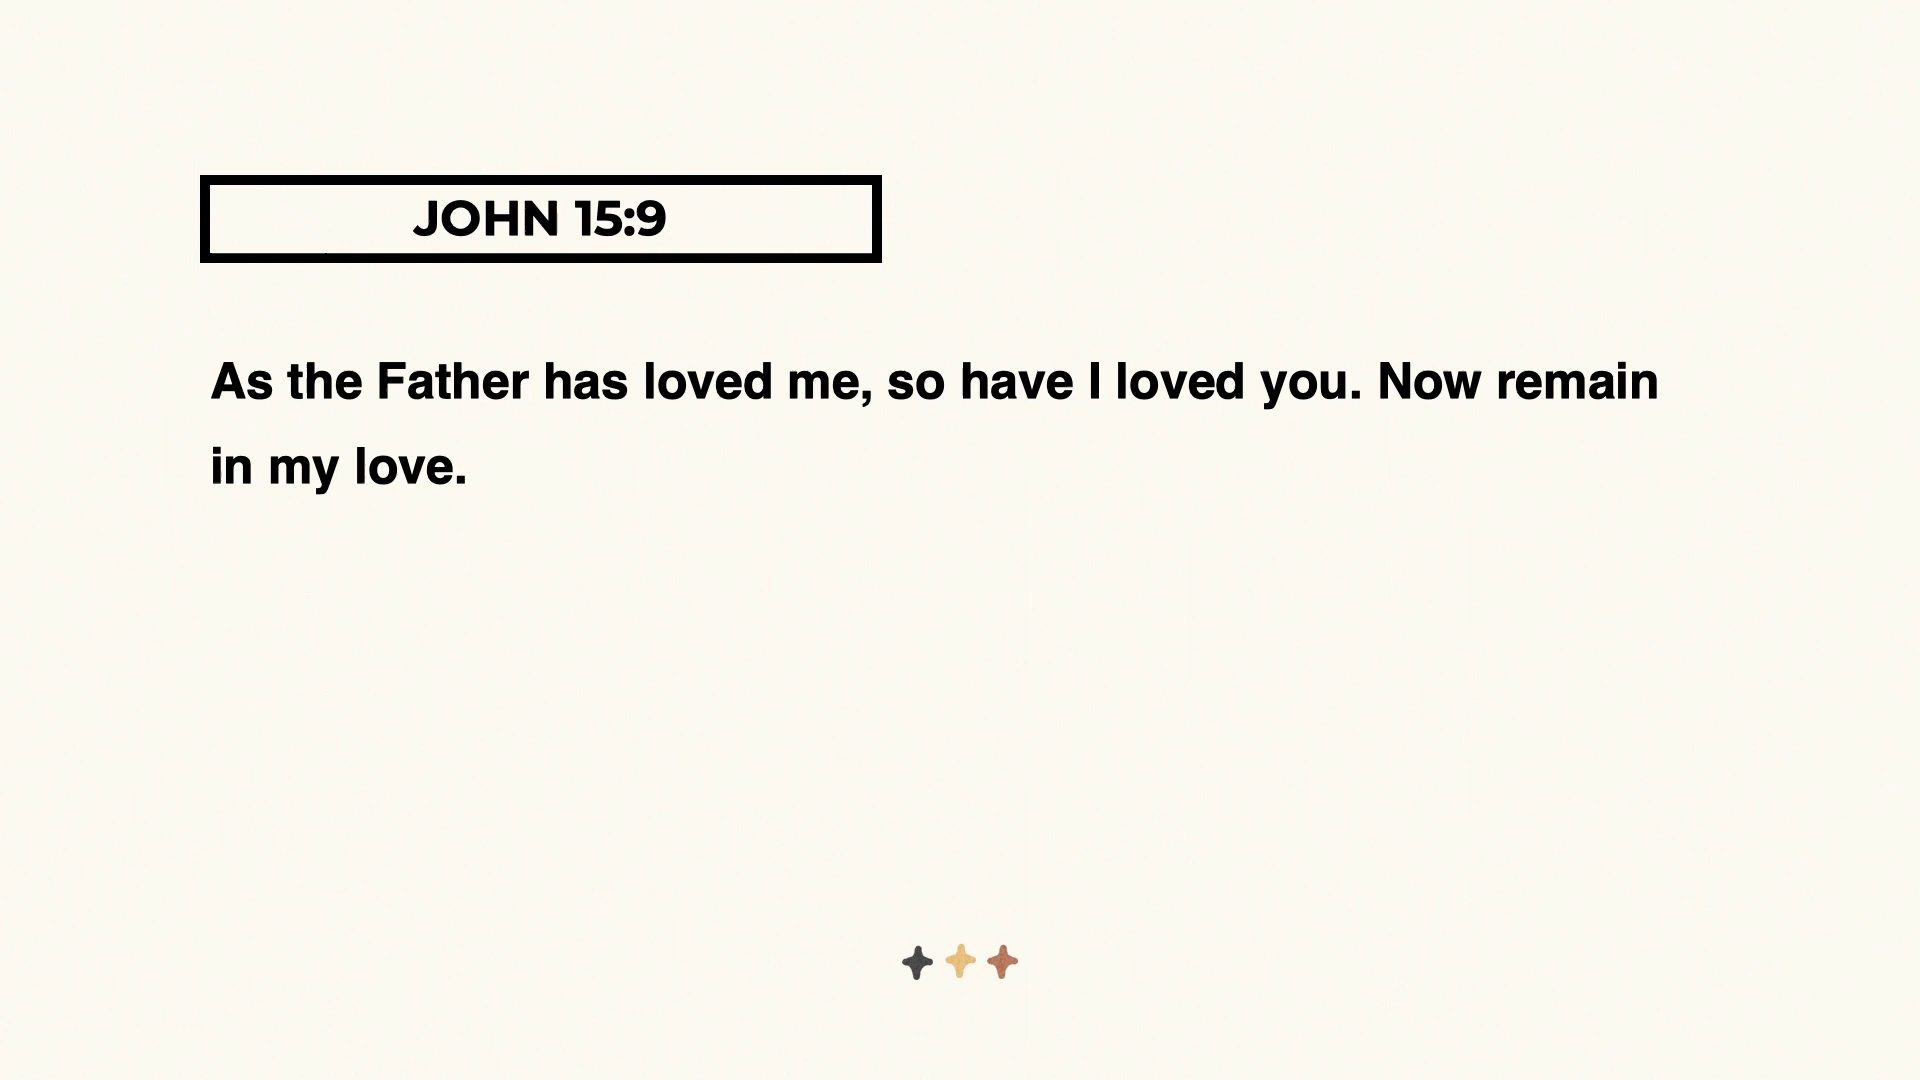 JOHN 15:9
As the Father has loved me, so have I loved you. Now remain
in my love.